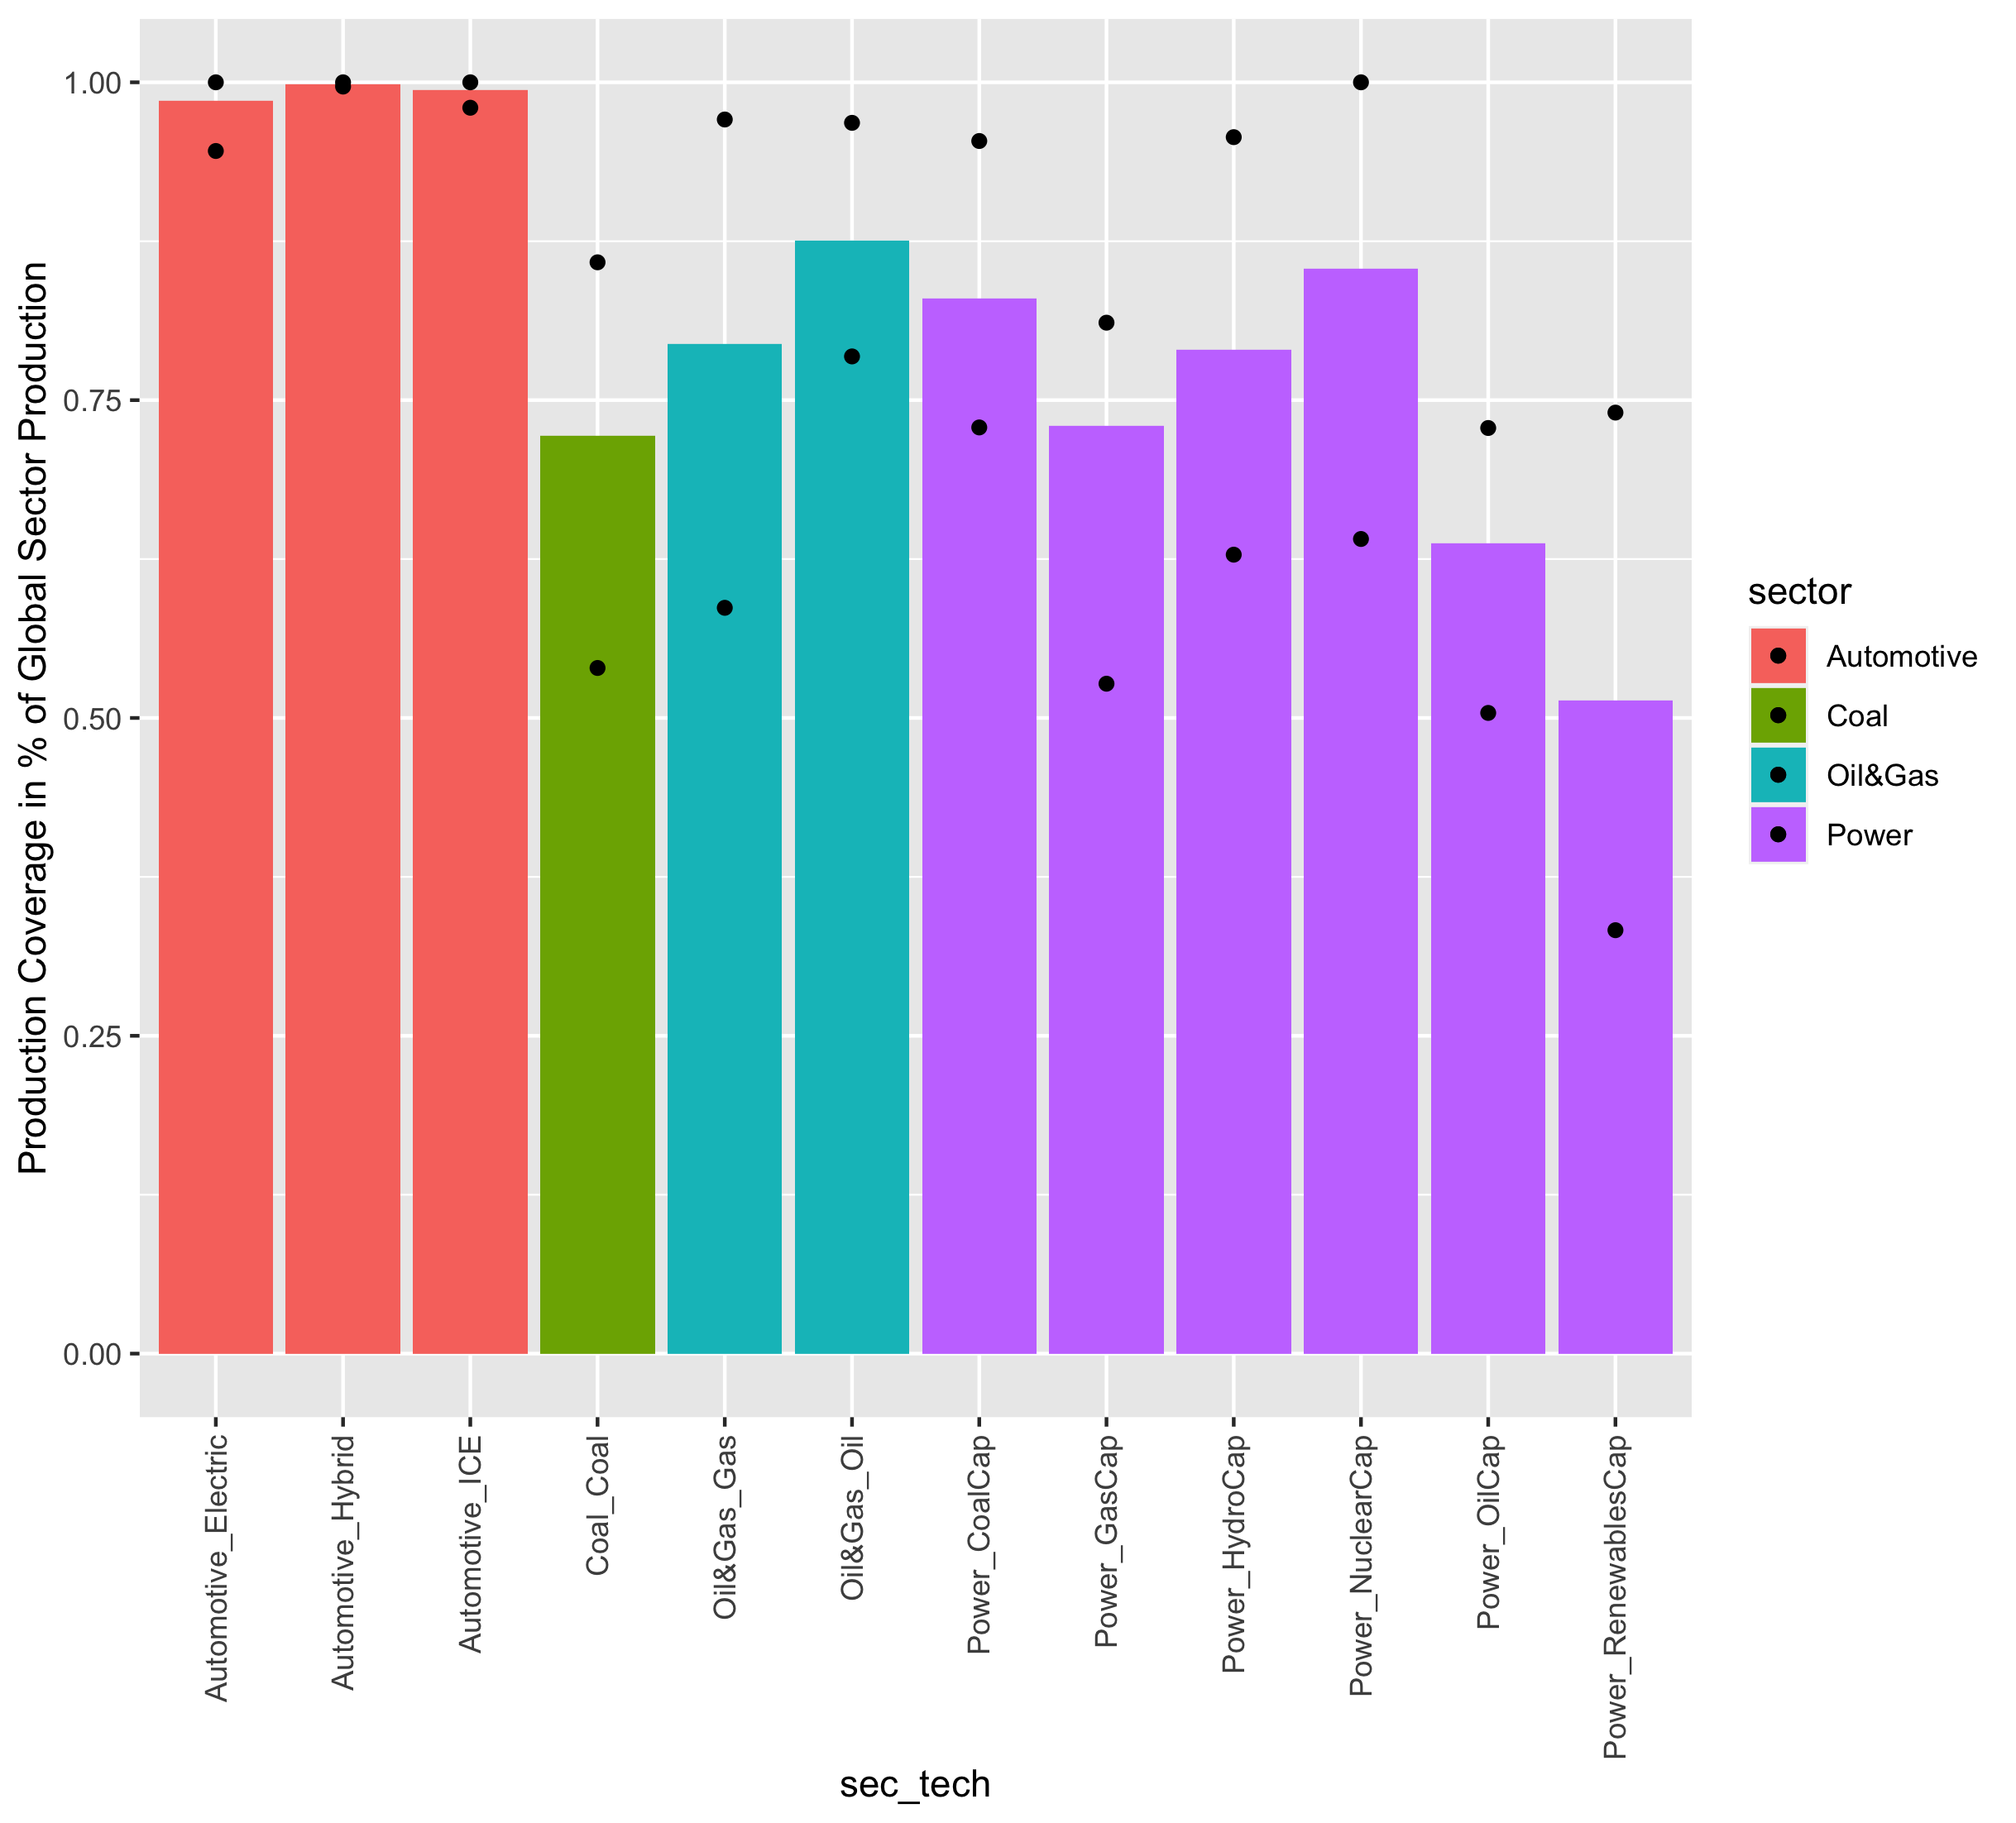 Production Coverage in % of Global Sector Production
1.00
0.75
0.50
0.25
0.00
Automotive_Electric
Automotive_Hybrid
Automotive_ICE
Coal_Coal
Oil&Gas_Gas
Oil&Gas_Oil
Power_CoalCap
Power_GasCap
Power_HydroCap
Power_NuclearCap
Power_OilCap
Power_RenewablesCap
sec_tech
sector
Automotive
Coal
Oil&Gas
Power